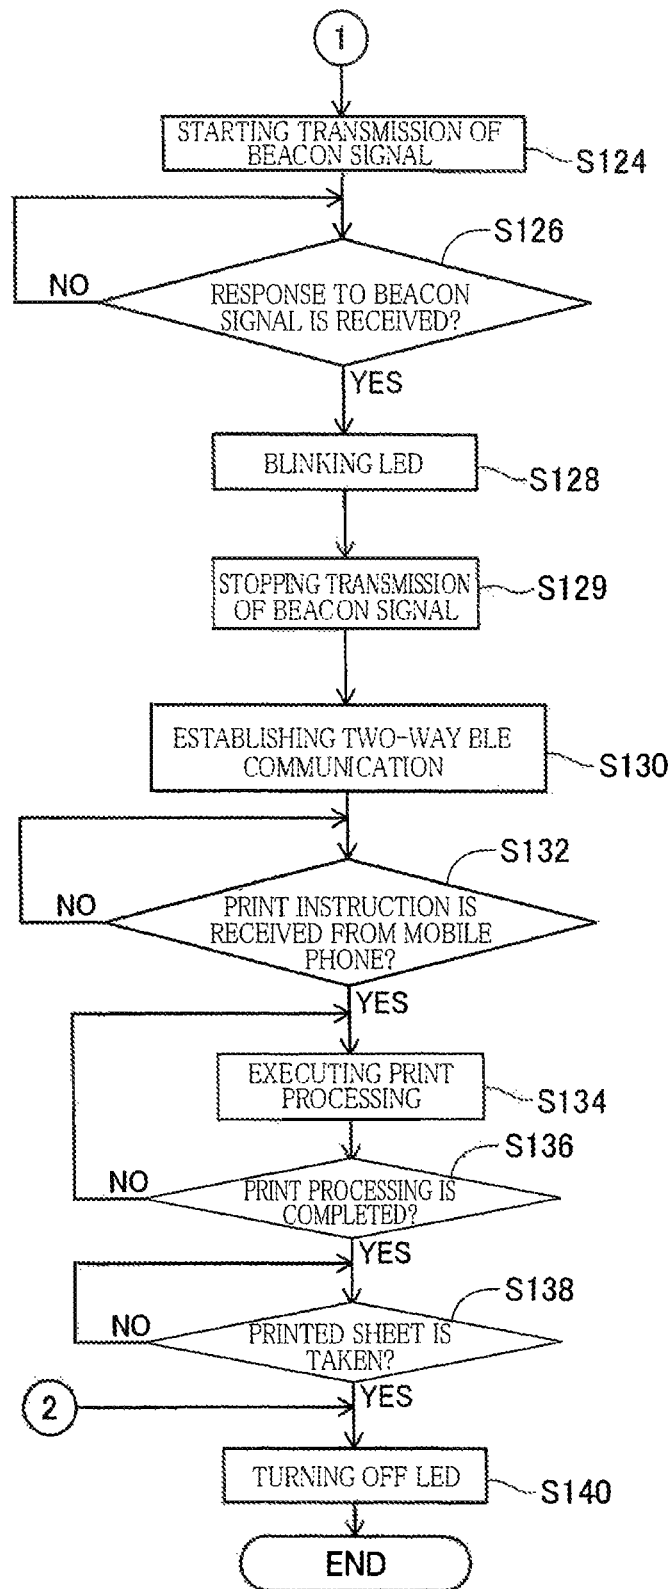 1
STARTING TRANSMISSION OF
BEACON SIGNAL
S124
S126
NO
RESPONSE TO BEACON
SIGNAL IS RECEIVED?
YES
BLINKING LED
S128
STOPPING TRANSMISSION
OF BEACON SIGNAL
S129
ESTABLISHING TWO-WAY BLE
COMMUNICATION
S130
S132
NO
PRINT INSTRUCTION IS
RECEIVED FROM MOBILE
PHONE?
YES
EXECUTING PRINT
PROCESSING
S134
S136
NO
PRINT PROCESSING IS
COMPLETED?
YES
S138
NO
PRINTED SHEET IS
TAKEN?
YES
2
TURNING OFF LED
S140
END